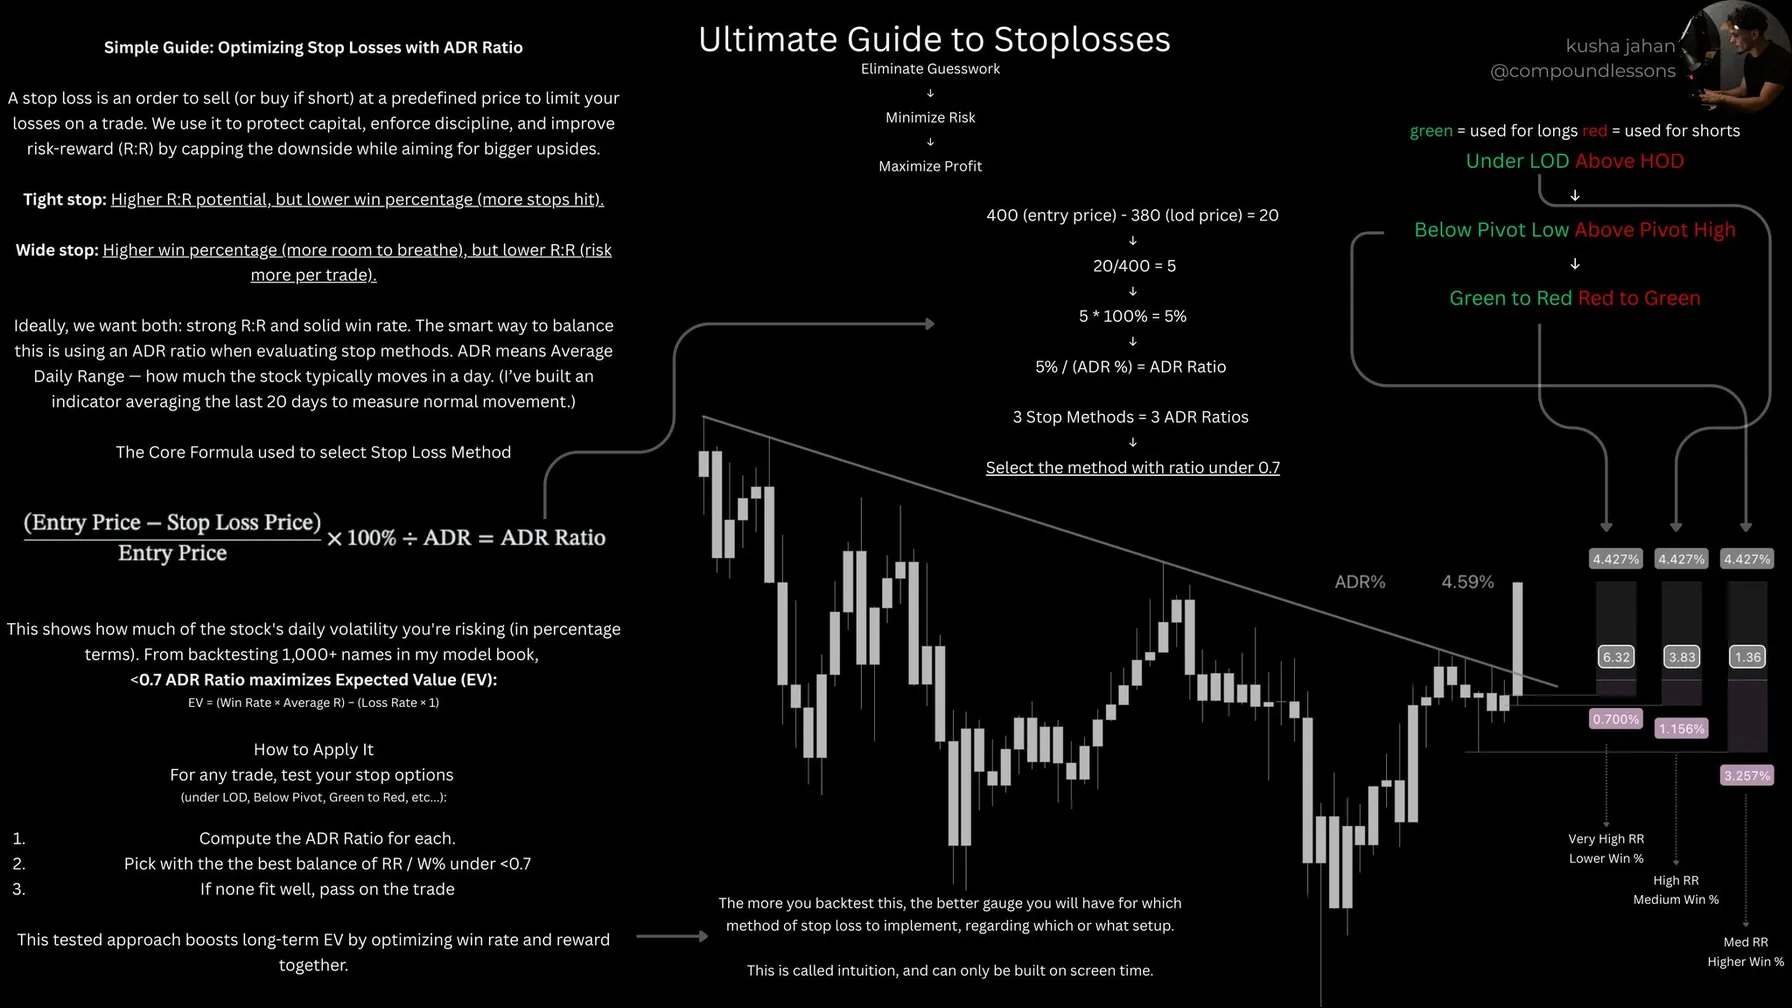 Simple Guide: Optimizing Stop Losses with ADR Ratio
A stop loss is an order to sell (or buy if short) at a predefined price to limit your
losses on a trade. We use it to protect capital, enforce discipline, and improve
risk-reward (R:R) by capping the downside while aiming for bigger upsides.
Tight stop: Higher R:R potential, but lower win percentage (more stops hit).
Wide stop: Higher win percentage (more room to breathe), but lower R:R (risk
more per trade).
Ideally, we want both: strong R:R and solid win rate. The smart way to balance
this is using an ADR ratio when evaluating stop methods. ADR means Average
Daily Range — how much the stock typically moves in a day. (I've built an
indicator averaging the last 20 days to measure normal movement.)
The Core Formula used to select Stop Loss Method
(Entry Price − Stop Loss Price)
Entry Price
× 100% ÷ ADR = ADR Ratio
This shows how much of the stock's daily volatility you're risking (in percentage
terms). From backtesting 1,000+ names in my model book,
<0.7 ADR Ratio maximizes Expected Value (EV):
EV = (Win Rate × Average R) − (Loss Rate × 1)
How to Apply It
For any trade, test your stop options
(under LOD, Below Pivot, Green to Red, etc...):
1. Compute the ADR Ratio for each.
2. Pick with the the best balance of RR / W% under <0.7
3. If none fit well, pass on the trade
This tested approach boosts long-term EV by optimizing win rate and reward
together.
Ultimate Guide to Stoplosses
Eliminate Guesswork
↓
Minimize Risk
↓
Maximize Profit
400 (entry price) - 380 (lod price) = 20
↓
20/400 = 5
↓
5 * 100% = 5%
↓
5% / (ADR %) = ADR Ratio
3 Stop Methods = 3 ADR Ratios
↓
Select the method with ratio under 0.7
The more you backtest this, the better gauge you will have for which
method of stop loss to implement, regarding which or what setup.
This is called intuition, and can only be built on screen time.
kusha jahan
@compoundlessons
green = used for longs red = used for shorts
Under LOD Above HOD
↓
Below Pivot Low Above Pivot High
↓
Green to Red Red to Green
ADR% 4.59%
4.427% 4.427% 4.427%
6.32 3.83 1.36
0.700% 1.156% 3.257%
Very High RR
Lower Win %
High RR
Medium Win %
Med RR
Higher Win %